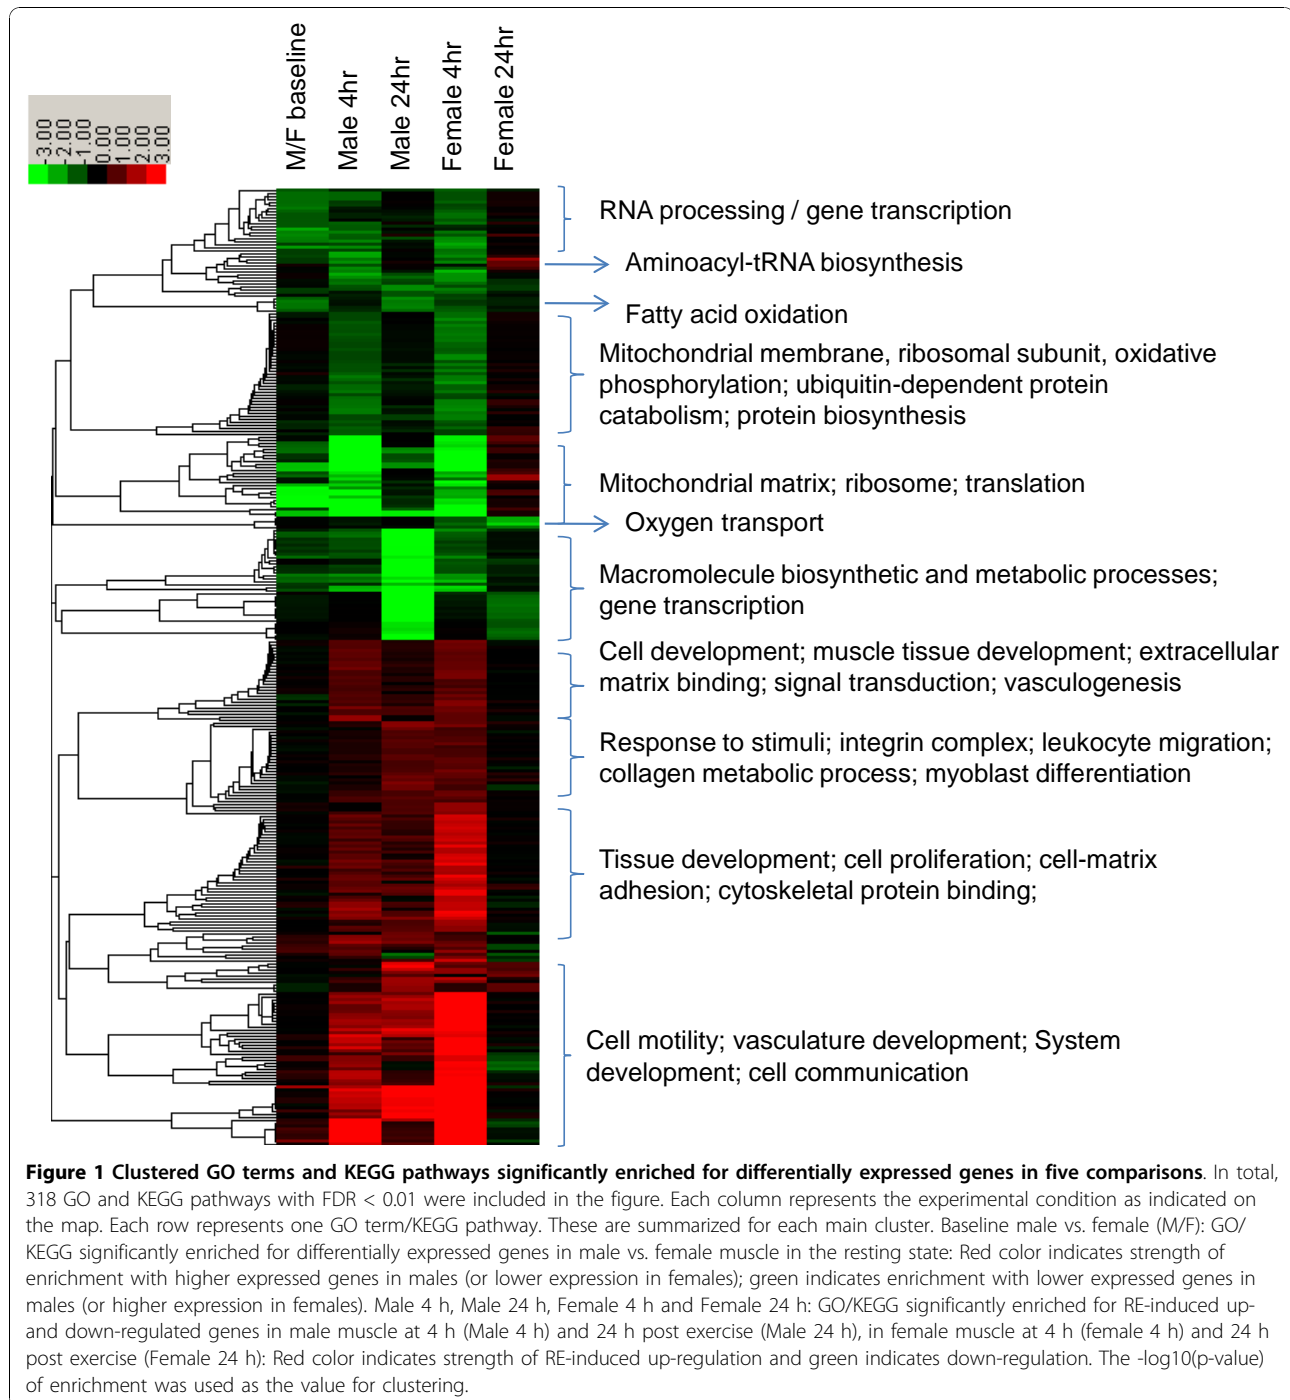 M/F baseline
Male 4hr
Male 24hr
Female 4hr
Female 24hr
-3.00
-2.00
-1.00
0.00
1.00
2.00
3.00
RNA processing / gene transcription
Aminoacyl-tRNA biosynthesis
Fatty acid oxidation
Mitochondrial membrane, ribosomal subunit, oxidative
phosphorylation; ubiquitin-dependent protein
catabolism; protein biosynthesis
Mitochondrial matrix; ribosome; translation
Oxygen transport
Macromolecule biosynthetic and metabolic processes;
gene transcription
Cell development; muscle tissue development; extracellular
matrix binding; signal transduction; vasculogenesis
Response to stimuli; integrin complex; leukocyte migration;
collagen metabolic process; myoblast differentiation
Tissue development; cell proliferation; cell-matrix
adhesion; cytoskeletal protein binding;
Cell motility; vasculature development; System
development; cell communication
Figure 1 Clustered GO terms and KEGG pathways significantly enriched for differentially expressed genes in five comparisons. In total,
318 GO and KEGG pathways with FDR < 0.01 were included in the figure. Each column represents the experimental condition as indicated on
the map. Each row represents one GO term/KEGG pathway. These are summarized for each main cluster. Baseline male vs. female (M/F): GO/
KEGG significantly enriched for differentially expressed genes in male vs. female muscle in the resting state: Red color indicates strength of
enrichment with higher expressed genes in males (or lower expression in females); green indicates enrichment with lower expressed genes in
males (or higher expression in females). Male 4 h, Male 24 h, Female 4 h and Female 24 h: GO/KEGG significantly enriched for RE-induced up-
and down-regulated genes in male muscle at 4 h (Male 4 h) and 24 h post exercise (Male 24 h), in female muscle at 4 h (female 4 h) and 24 h
post exercise (Female 24 h): Red color indicates strength of RE-induced up-regulation and green indicates down-regulation. The -log10(p-value)
of enrichment was used as the value for clustering.